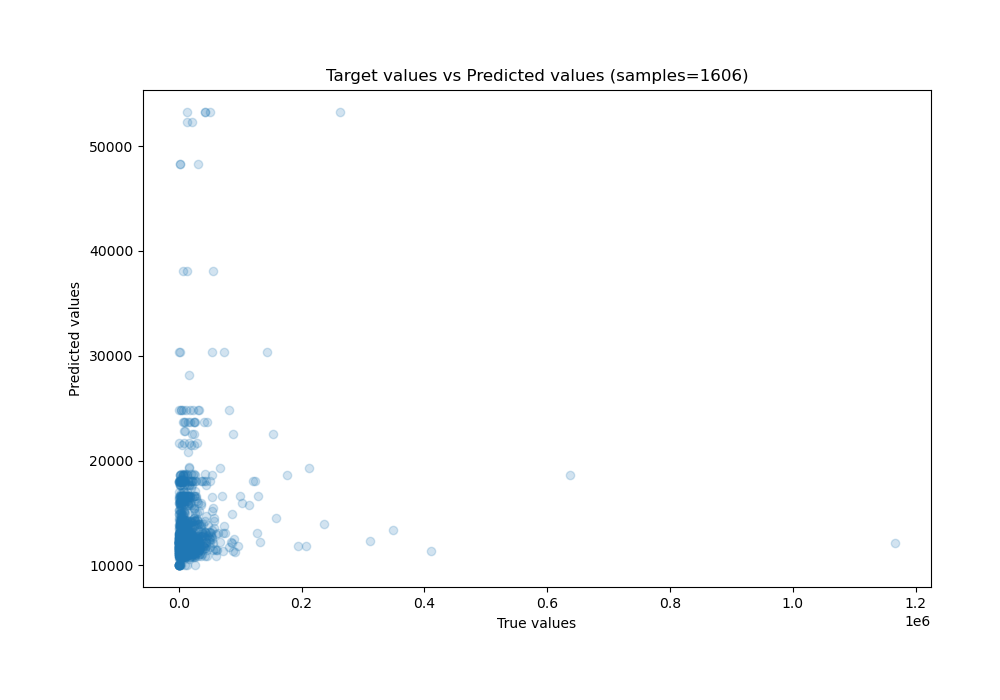 Target values vs Predicted values (samples=1606)
50000
40000
30000
20000
10000
Predicted values
0.0 0.2 0.4 0.6 0.8 1.0 1.2
1e6
True values